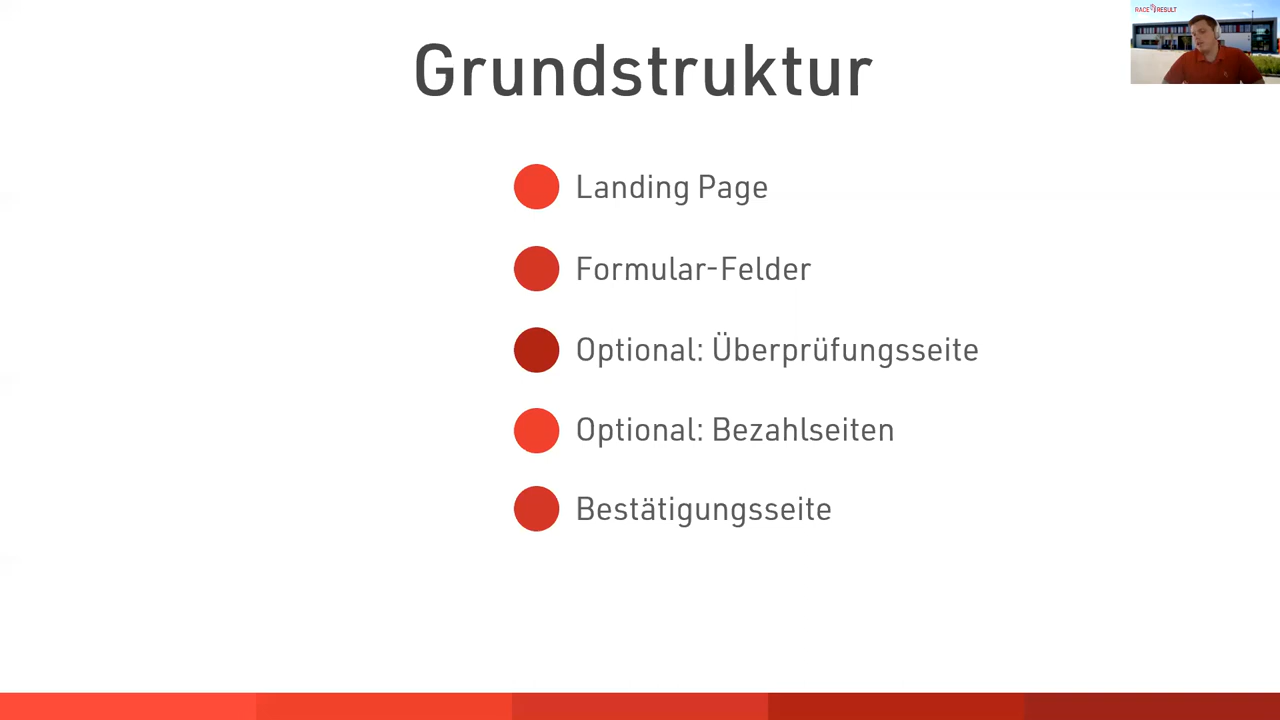 Grundstruktur
RACE RESULT
Landing Page
Formular-Felder
Optional: Überprüfungsseite
Optional: Bezahlseiten
Bestätigungsseite